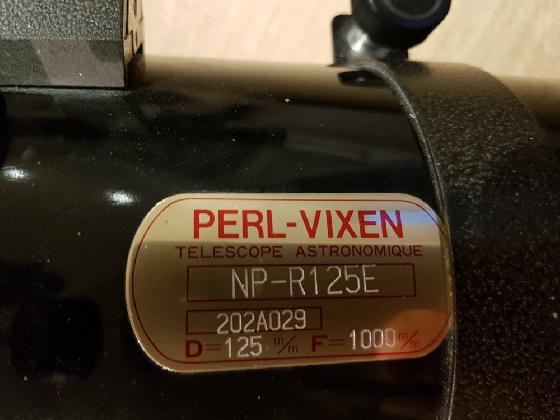 PERL-VIXEN
TELESCOPE ASTRONOMIQUE
NP-R125E
202A029
D=125 m/m F=1000 m/m